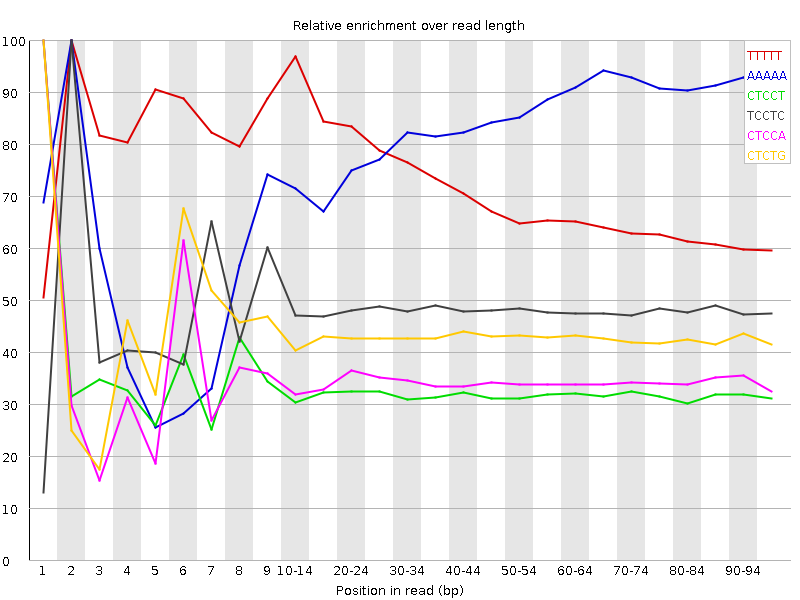 Relative enrichment over read length
100
90
80
70
60
50
40
30
20
10
0
TTTTT
AAAAA
CTCCT
TCCTC
CTCCA
CTCTG
1 2 3 4 5 6 7 8 9 10-14 20-24 30-34 40-44 50-54 60-64 70-74 80-84 90-94
Position in read (bp)